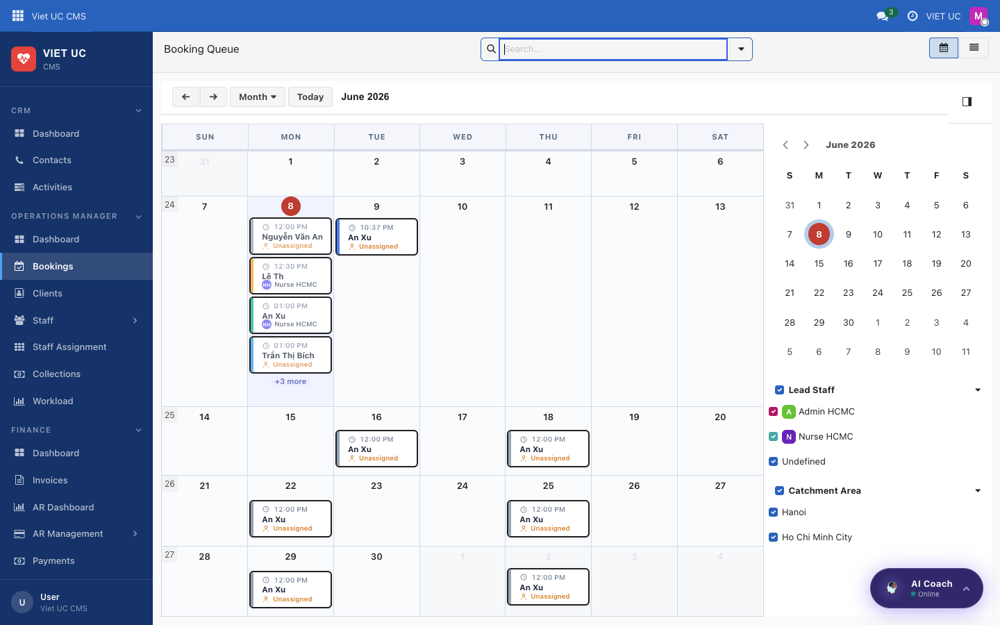 Viet UC CMS
3
VIET UC
M
VIET UC
CMS
CRM
Dashboard
Contacts
Activities
OPERATIONS MANAGER
Dashboard
Bookings
Clients
Staff
Staff Assignment
Collections
Workload
FINANCE
Dashboard
Invoices
AR Dashboard
AR Management
Payments
U
User
Viet UC CMS
Booking Queue
Search...
Month
Today
June 2026
SUN MON TUE WED THU FRI SAT
23 31 1 2 3 4 5 6
24 7 8 9 10 11 12 13
12:00 PM
Nguyễn Văn An
Unassigned
12:30 PM
Lê Th
NH Nurse HCMC
01:00 PM
An Xu
NH Nurse HCMC
01:00 PM
Trần Thị Bích
Unassigned
+3 more
10:37 PM
An Xu
Unassigned
25 14 15 16 17 18 19 20
12:00 PM
An Xu
Unassigned
12:00 PM
An Xu
Unassigned
26 21 22 23 24 25 26 27
12:00 PM
An Xu
Unassigned
12:00 PM
An Xu
Unassigned
27 28 29 30 1 2 3 4
12:00 PM
An Xu
Unassigned
12:00 PM
An Xu
Unassigned
June 2026
S M T W T F S
31 1 2 3 4 5 6
7 8 9 10 11 12 13
14 15 16 17 18 19 20
21 22 23 24 25 26 27
28 29 30 1 2 3 4
5 6 7 8 9 10 11
Lead Staff
A Admin HCMC
N Nurse HCMC
Undefined
Catchment Area
Hanoi
Ho Chi Minh City
AI Coach
Online